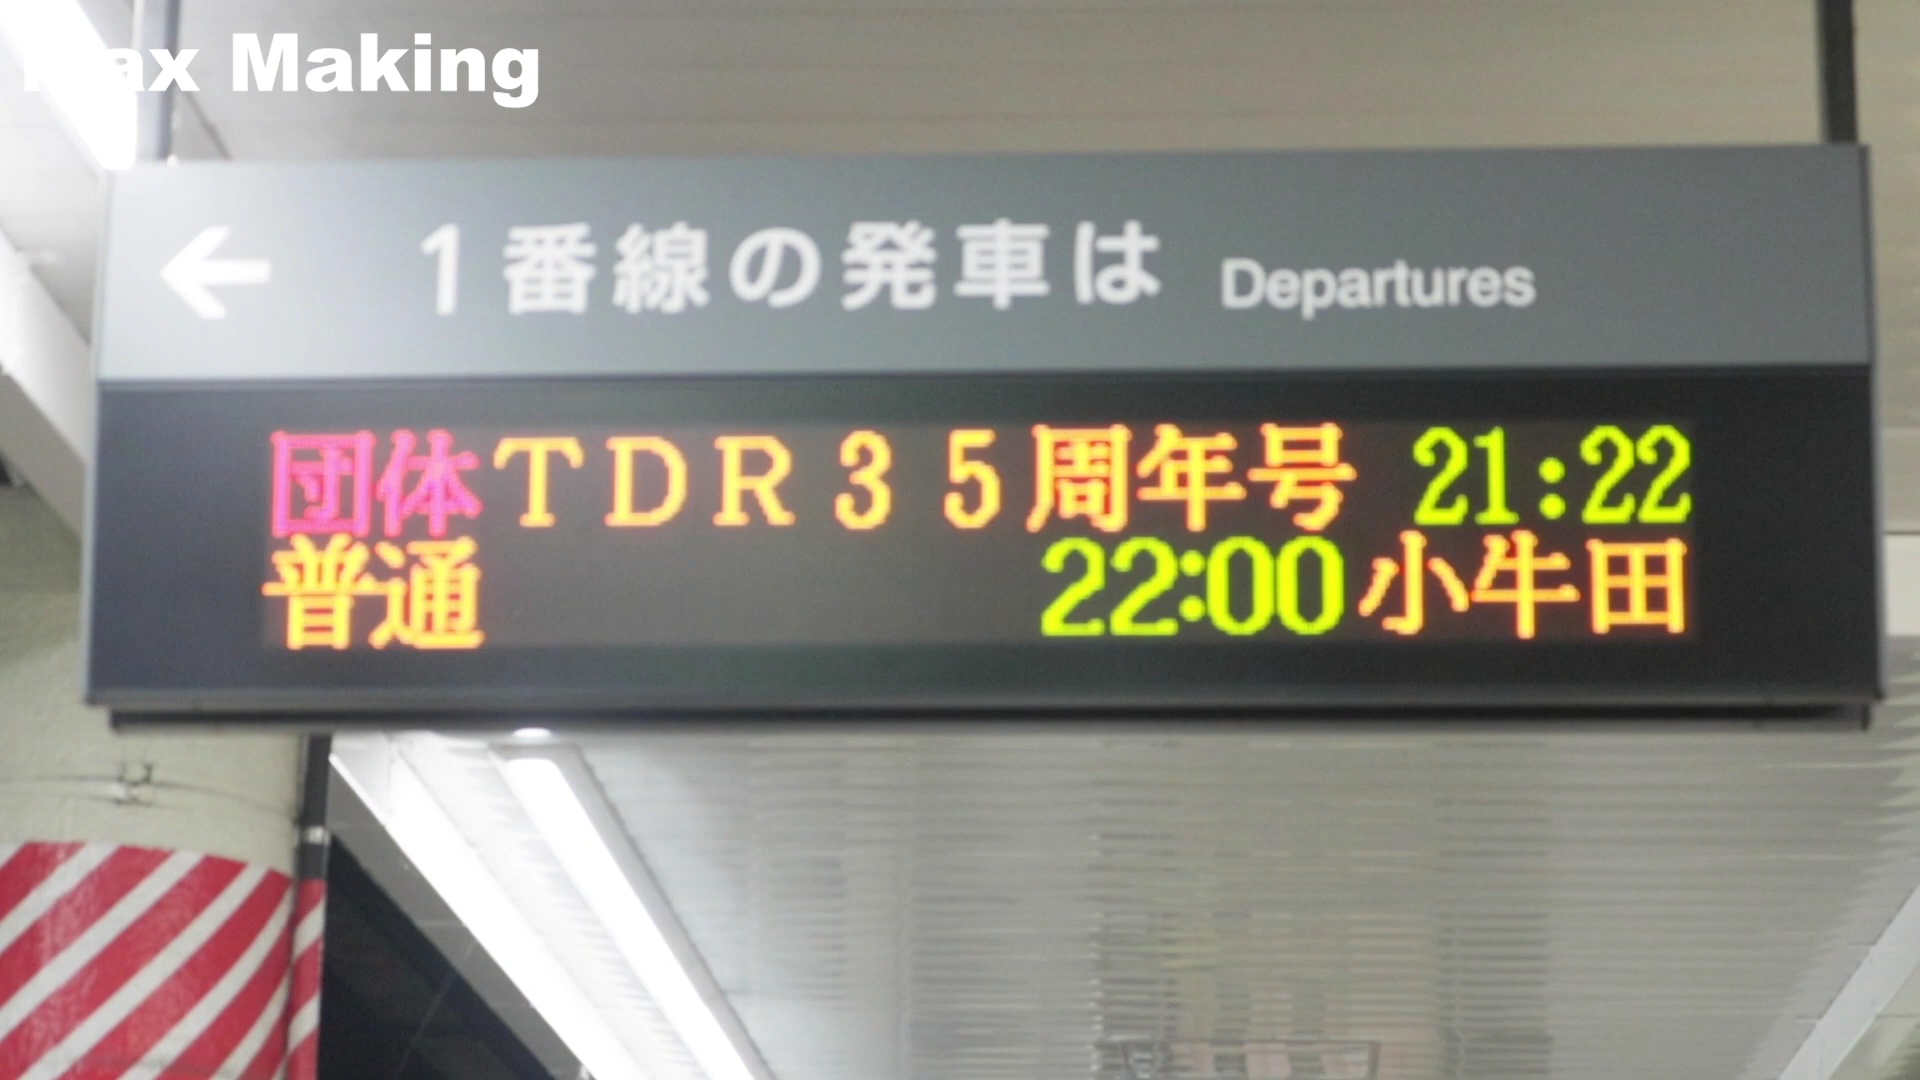 Max Making
← 1番線の発車は Departures
団体 TDR35周年号 21:22
普通 22:00 小牛田